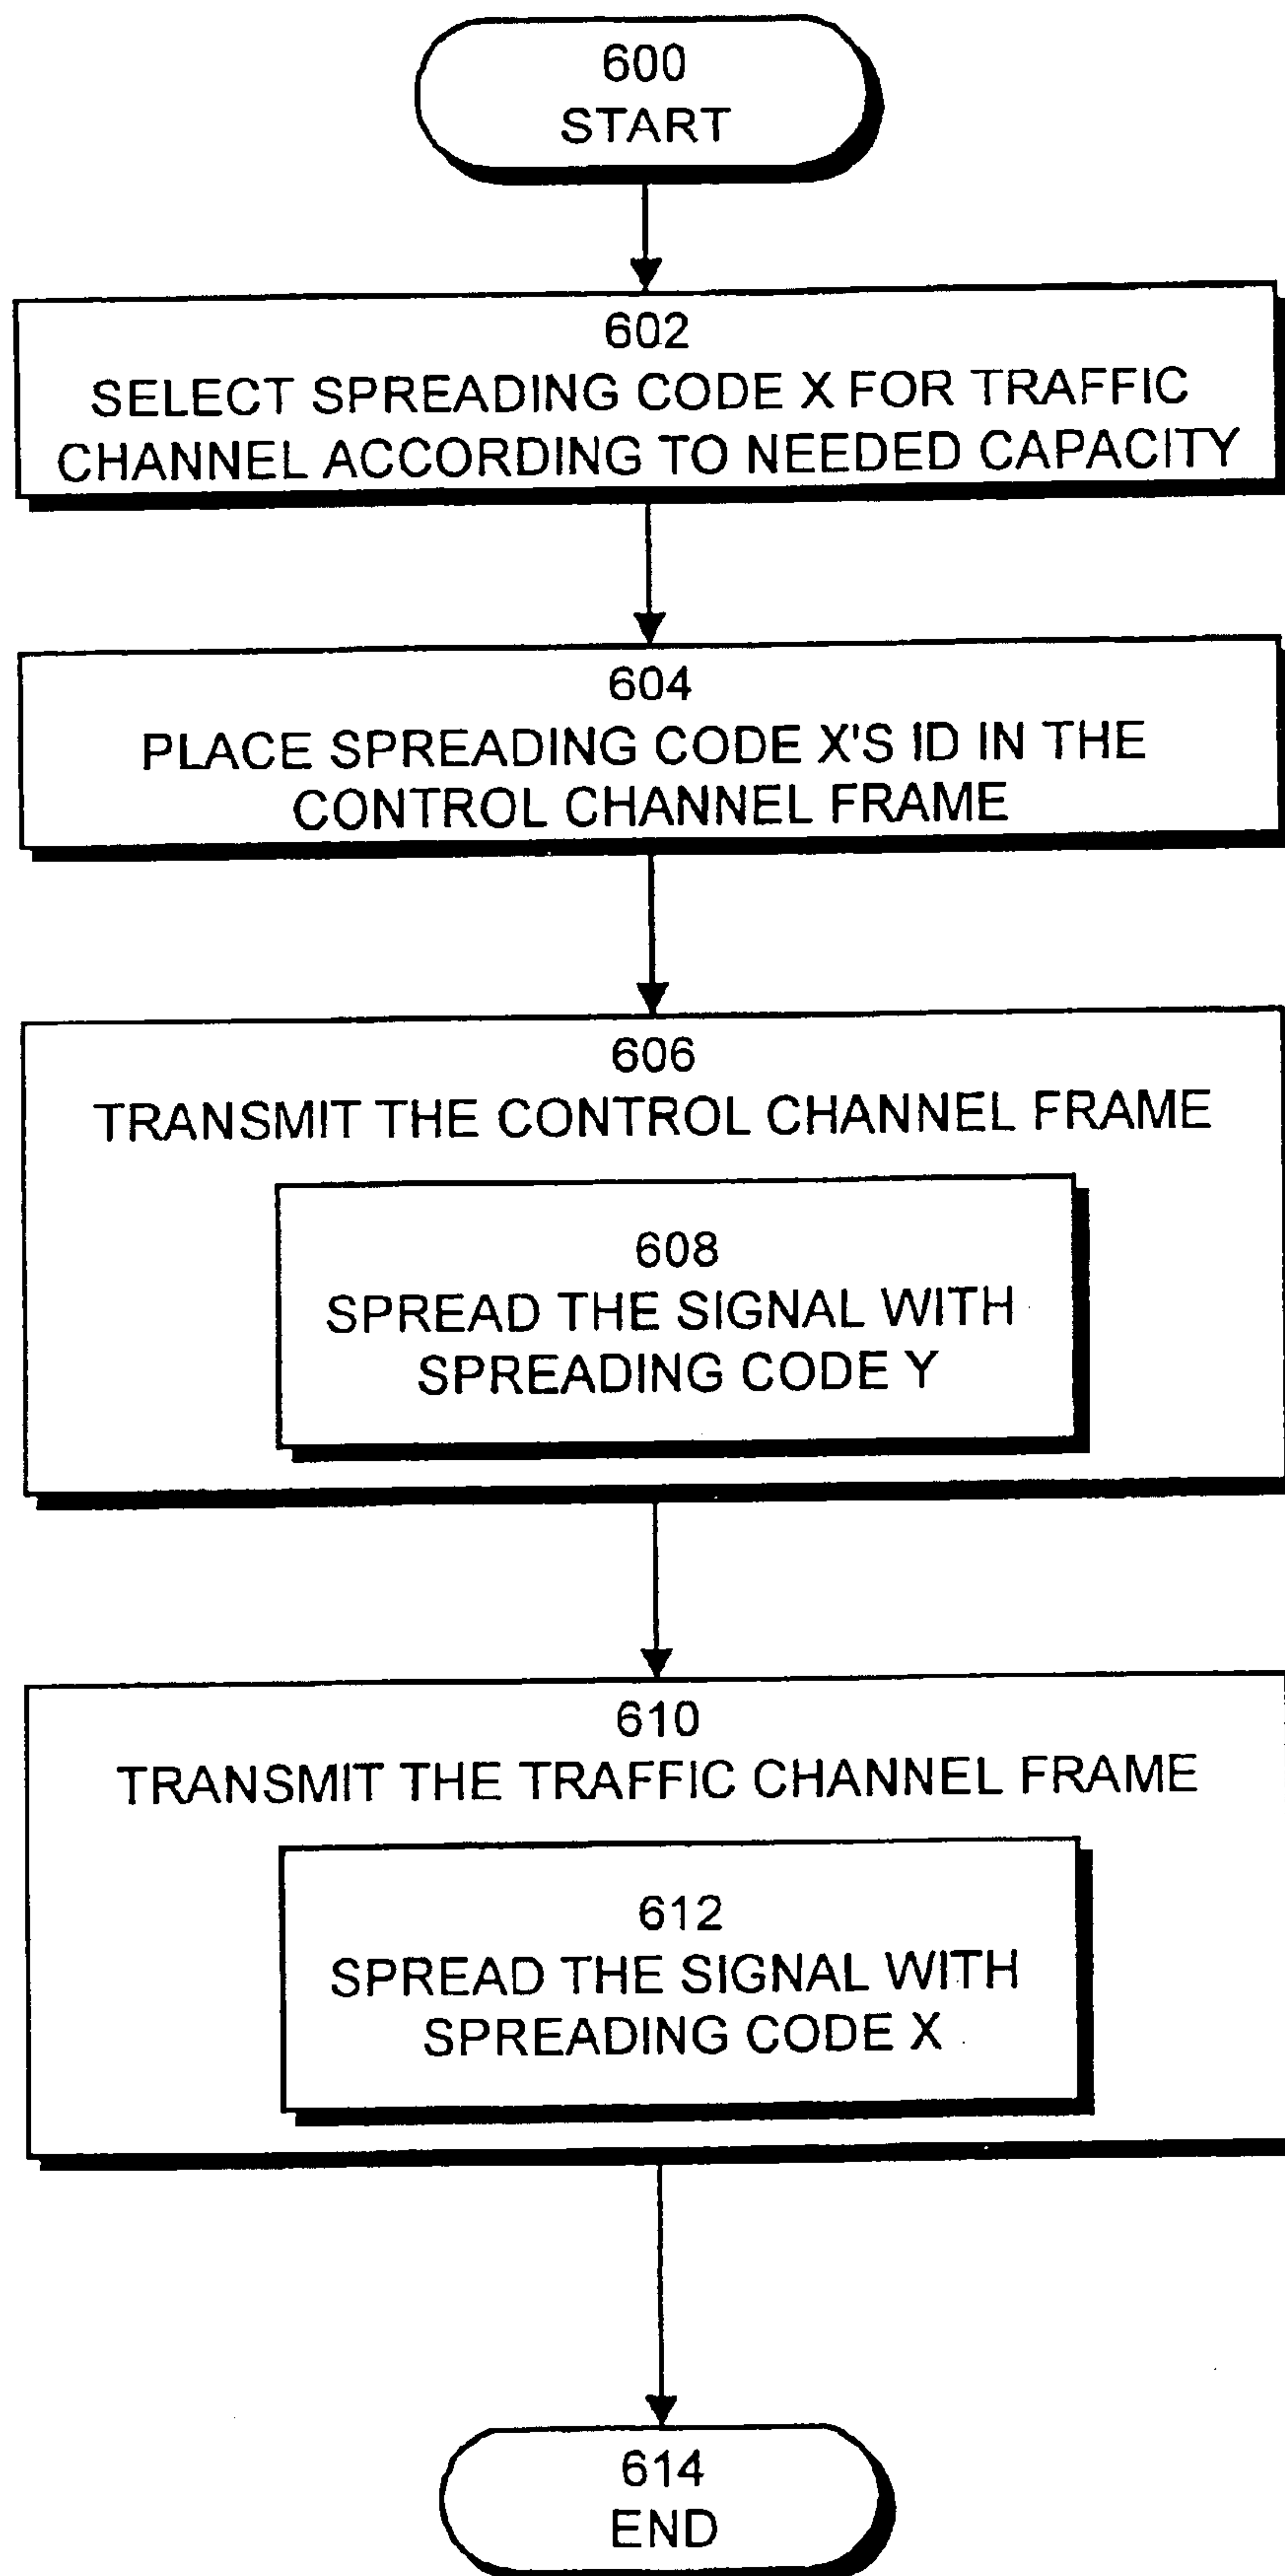 600
START
602
SELECT SPREADING CODE X FOR TRAFFIC
CHANNEL ACCORDING TO NEEDED CAPACITY
604
PLACE SPREADING CODE X'S ID IN THE
CONTROL CHANNEL FRAME
606
TRANSMIT THE CONTROL CHANNEL FRAME
608
SPREAD THE SIGNAL WITH
SPREADING CODE Y
610
TRANSMIT THE TRAFFIC CHANNEL FRAME
612
SPREAD THE SIGNAL WITH
SPREADING CODE X
614
END